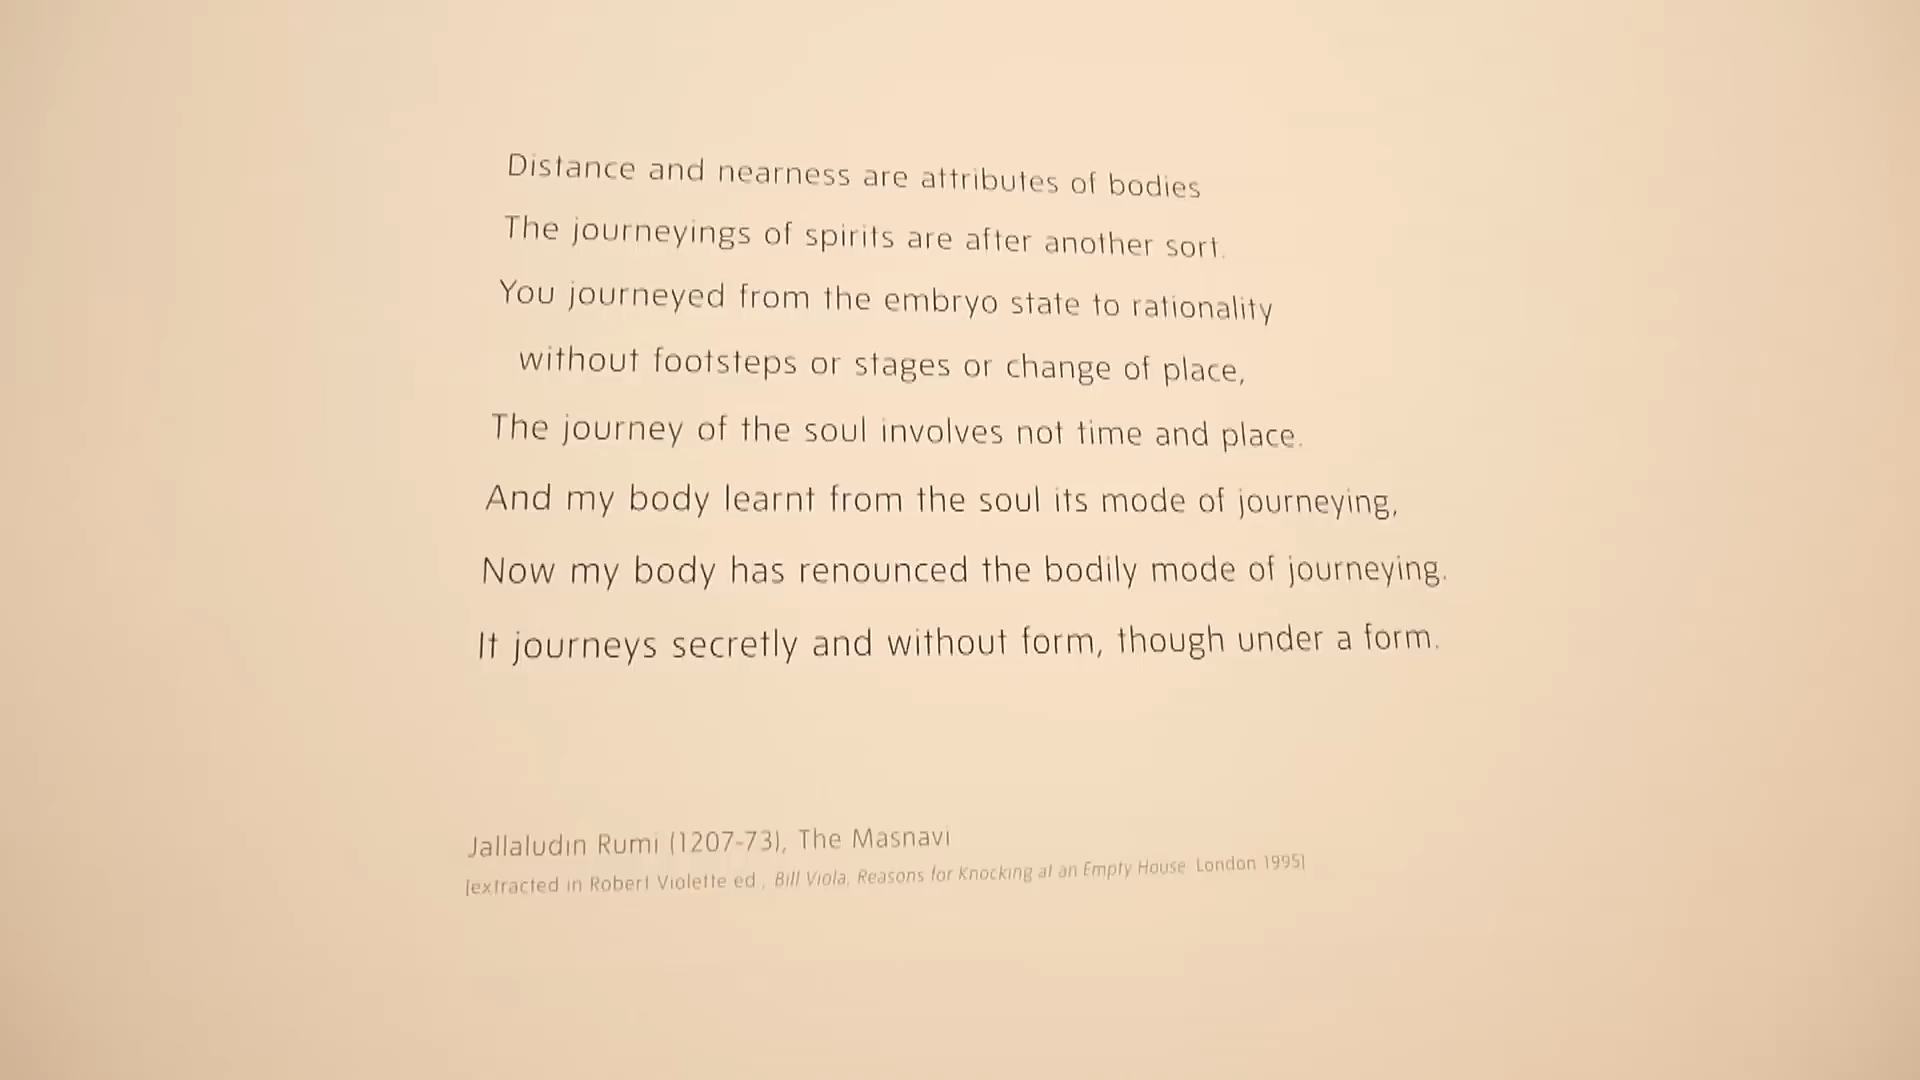 Distance and nearness are attributes of bodies
The journeyings of spirits are after another sort.
You journeyed from the embryo state to rationality
without footsteps or stages or change of place,
The journey of the soul involves not time and place.
And my body learnt from the soul its mode of journeying,
Now my body has renounced the bodily mode of journeying.
It journeys secretly and without form, though under a form.
Jallaludin Rumi (1207-73), The Masnavi
[extracted in Robert Violette ed., Bill Viola, Reasons for Knocking at an Empty House London 1995]